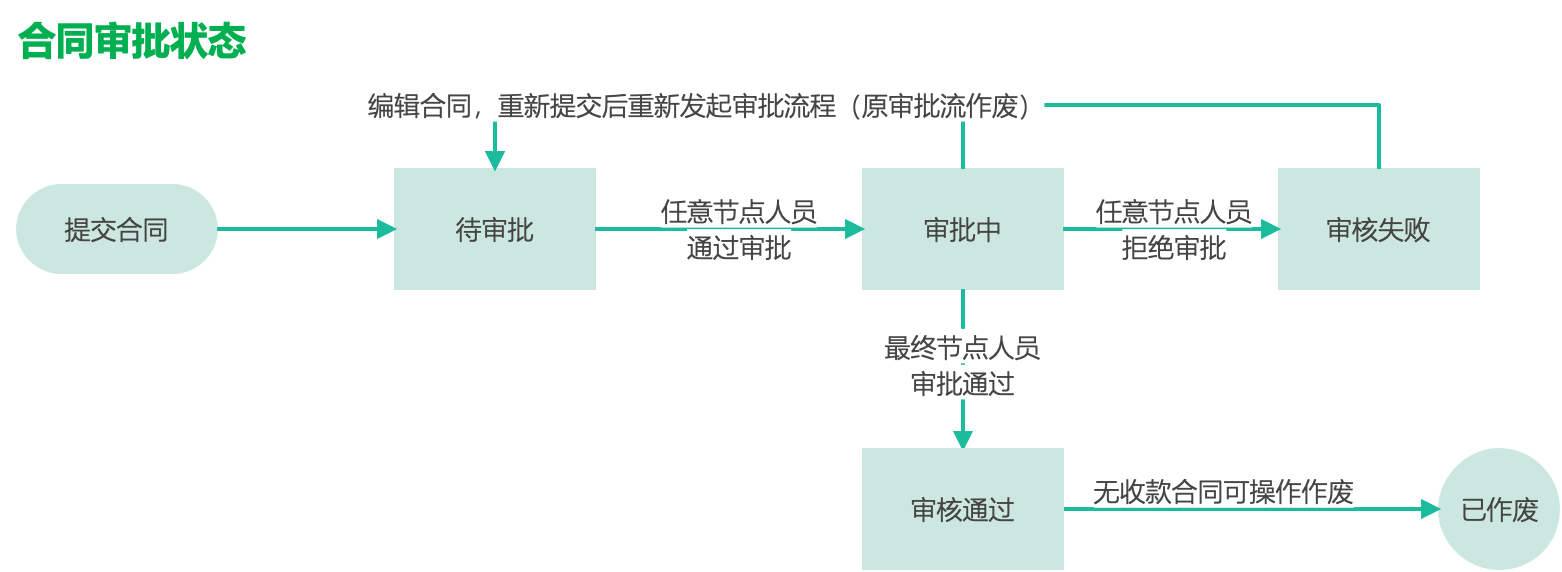 合同审批状态
编辑合同，重新提交后重新发起审批流程（原审批流作废）
提交合同
待审批
任意节点人员
通过审批
审批中
任意节点人员
拒绝审批
审核失败
最终节点人员
审批通过
审核通过
无收款合同可操作作废
已作废